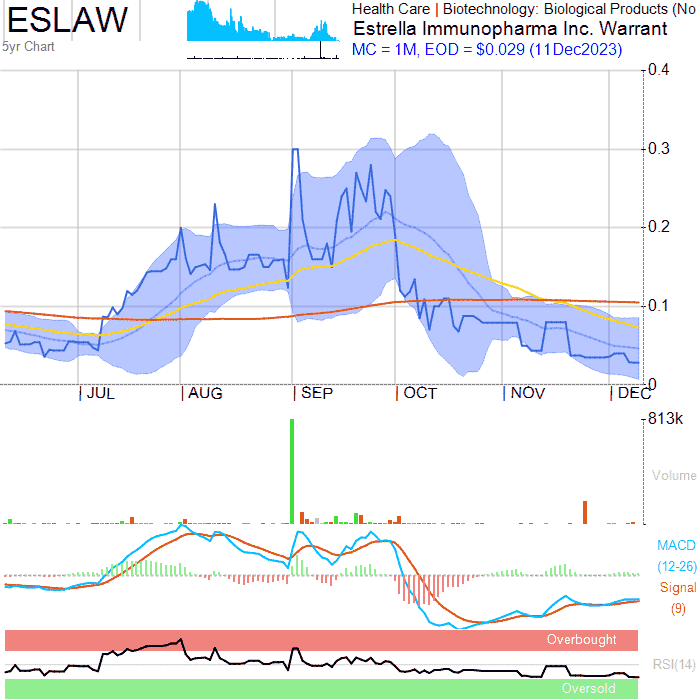 ESLAW
5yr Chart
Health Care | Biotechnology: Biological Products (No
Estrella Immunopharma Inc. Warrant
MC = 1M, EOD = $0.029 (11Dec2023)
0.4
0.3
0.2
0.1
0
JUL AUG SEP OCT NOV DEC
813k
Volume
MACD
(12-26)
Signal
(9)
Overbought
RSI(14)
Oversold